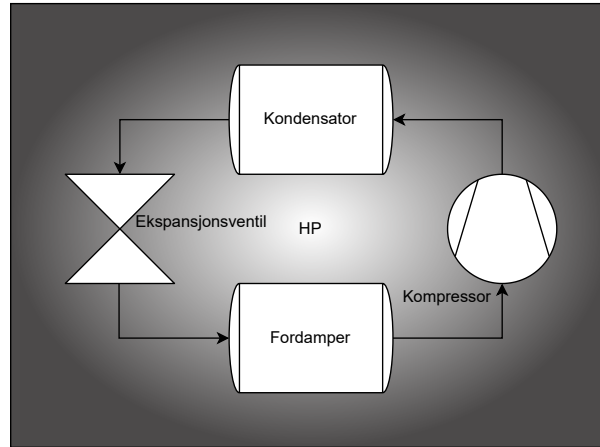 Kondensator
Ekspansjonsventil
HP
Kompressor
Fordamper